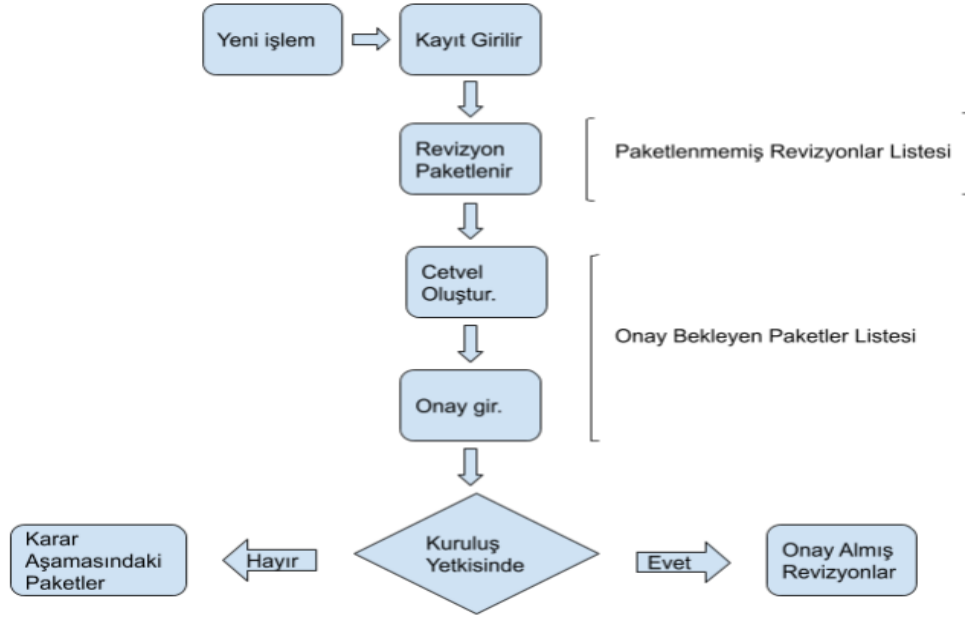 Yeni işlem
Kayıt Girilir
Revizyon
Paketlenir
Paketlenmemiş Revizyonlar Listesi
Cetvel
Oluştur.
Onay Bekleyen Paketler Listesi
Onay gir.
Kuruluş
Yetkisinde
Hayır
Karar
Aşamasındaki
Paketler
Evet
Onay Almış
Revizyonlar